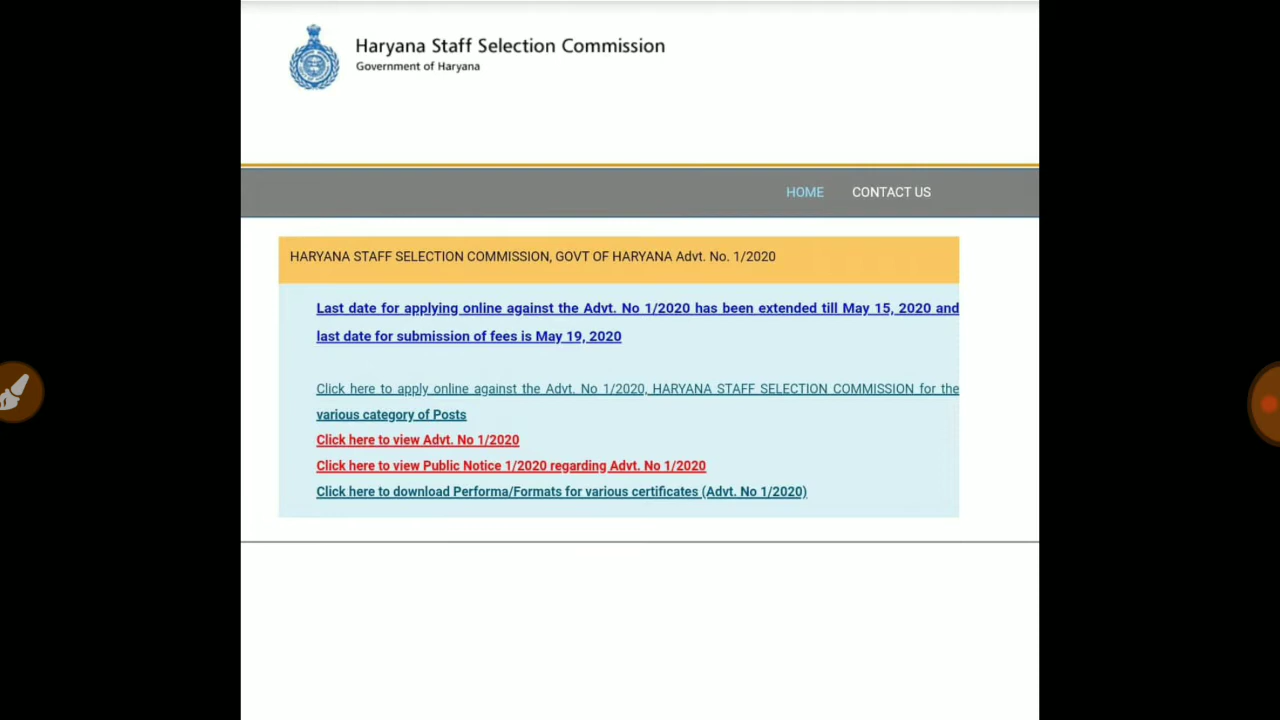 Haryana Staff Selection Commission
Government of Haryana
HOME CONTACT US
HARYANA STAFF SELECTION COMMISSION, GOVT OF HARYANA Advt. No. 1/2020
Last date for applying online against the Advt. No 1/2020 has been extended till May 15, 2020 and
last date for submission of fees is May 19, 2020
Click here to apply online against the Advt. No 1/2020, HARYANA STAFF SELECTION COMMISSION for the
various category of Posts
Click here to view Advt. No 1/2020
Click here to view Public Notice 1/2020 regarding Advt. No 1/2020
Click here to download Performa/Formats for various certificates (Advt. No 1/2020)